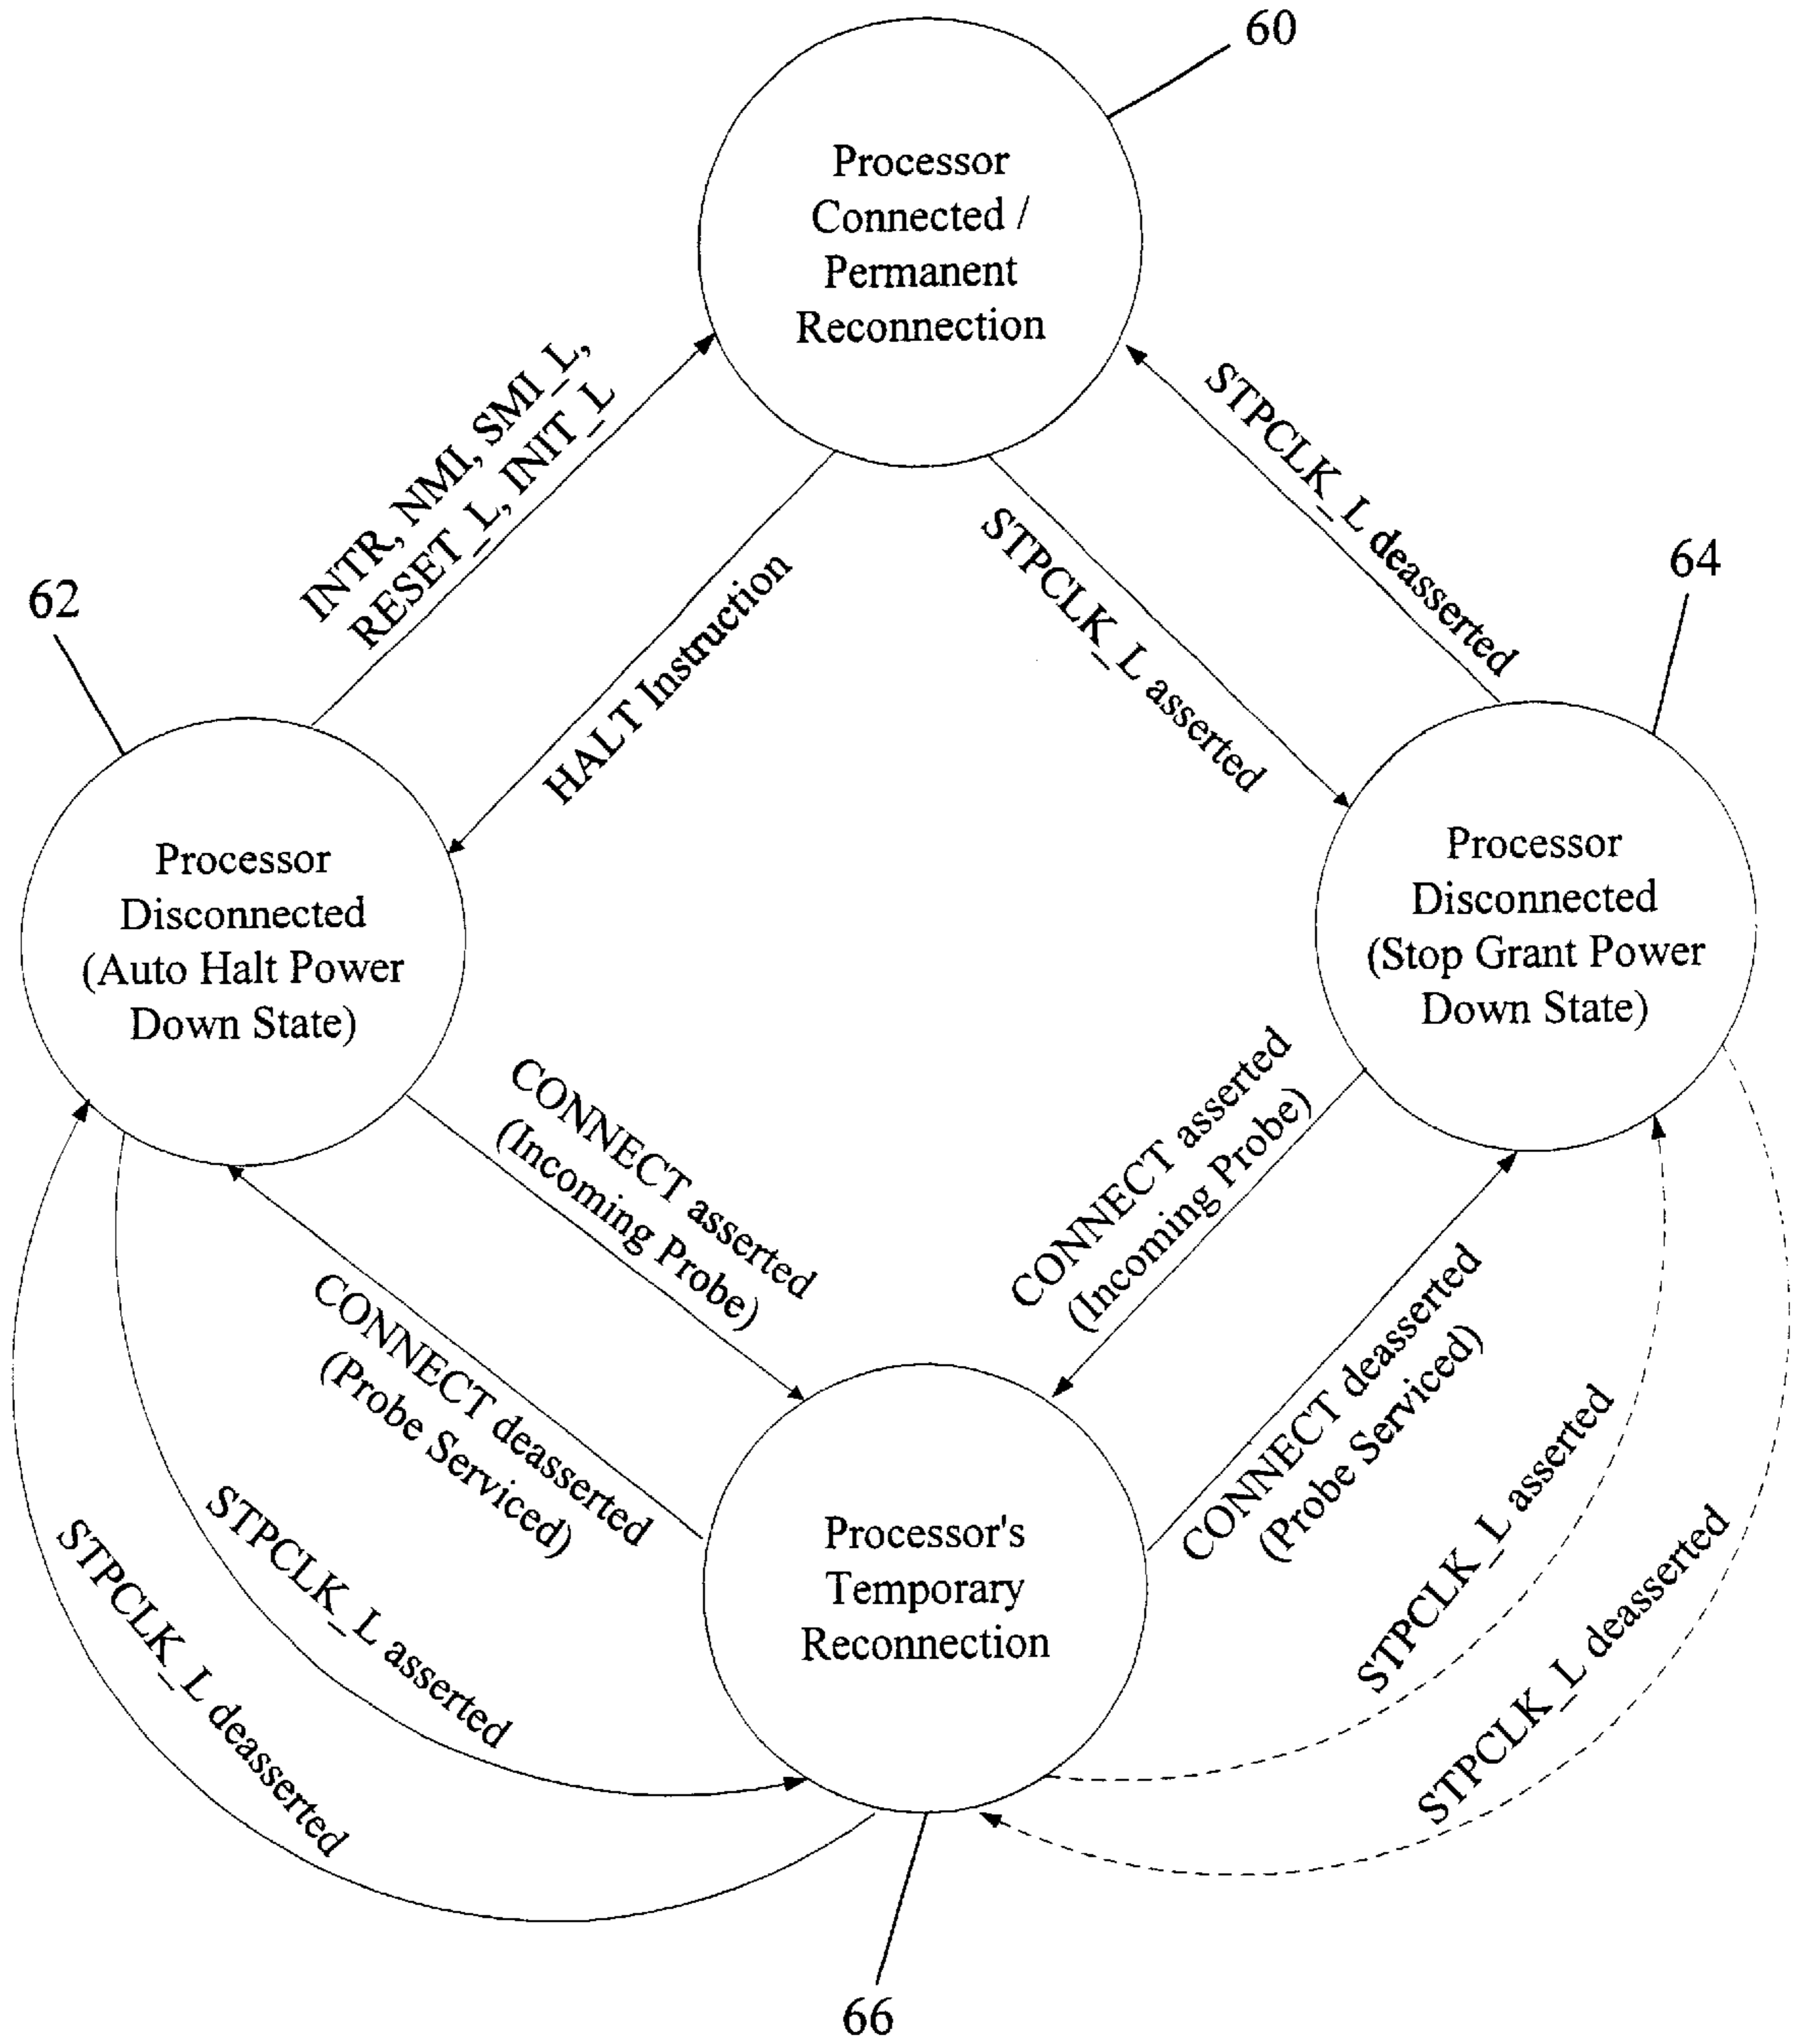 60
Processor
Connected /
Permanent
Reconnection
INTR, NMI, SMI_L,
RESET_L, INIT_L
HALT Instruction
STPCLK_L asserted
STPCLK_L deasserted
62
64
Processor
Disconnected
(Auto Halt Power
Down State)
Processor
Disconnected
(Stop Grant Power
Down State)
CONNECT asserted
(Incoming Probe)
CONNECT deasserted
(Probe Serviced)
CONNECT asserted
(Incoming Probe)
CONNECT deasserted
(Probe Serviced)
STPCLK_L deasserted
STPCLK_L asserted
Processor's
Temporary
Reconnection
STPCLK_L asserted
STPCLK_L deasserted
66